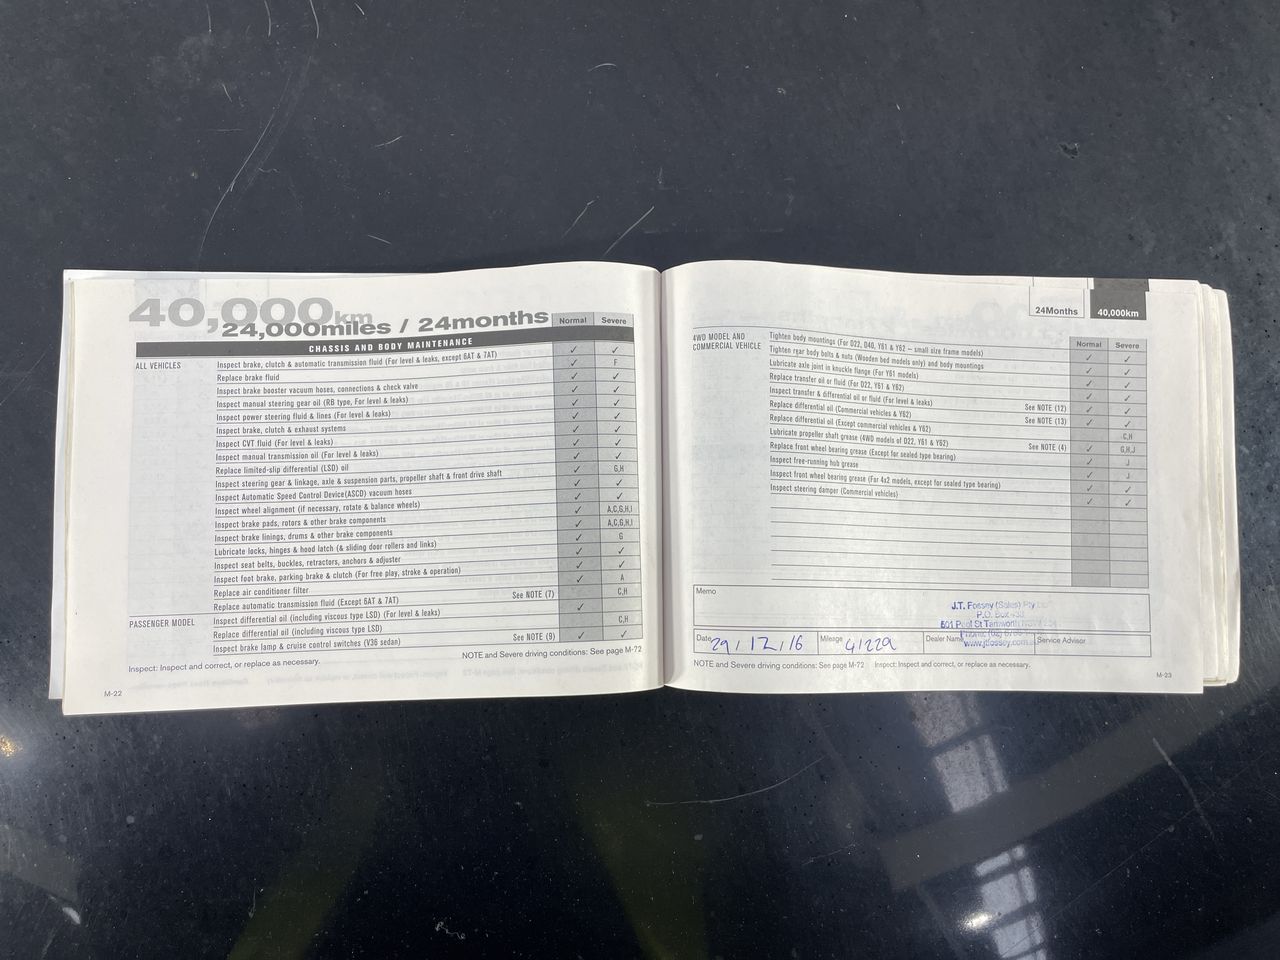 40,000km
24,000miles / 24months
Normal Severe
CHASSIS AND BODY MAINTENANCE
ALL VEHICLES
Inspect brake, clutch & automatic transmission fluid (For level & leaks, except 6AT & 7AT) ✓ ✓
Replace brake fluid ✓ F
Inspect brake booster vacuum hoses, connections & check valve ✓ ✓
Inspect manual steering gear oil (RB type, For level & leaks) ✓ ✓
Inspect power steering fluid & lines (For level & leaks) ✓ ✓
Inspect brake, clutch & exhaust systems ✓ ✓
Inspect CVT fluid (For level & leaks) ✓ ✓
Inspect manual transmission oil (For level & leaks) ✓ ✓
Replace limited-slip differential (LSD) oil ✓ ✓
Inspect steering gear & linkage, axle & suspension parts, propeller shaft & front drive shaft ✓ G,H
Inspect Automatic Speed Control Device(ASCD) vacuum hoses ✓ ✓
Inspect wheel alignment (if necessary, rotate & balance wheels) ✓ ✓
Inspect brake pads, rotors & other brake components ✓ A,C,G,H,I
Inspect brake linings, drums & other brake components ✓ A,C,G,H,I
Lubricate locks, hinges & hood latch (& sliding door rollers and links) ✓ G
Inspect seat belts, buckles, retractors, anchors & adjuster ✓ ✓
Inspect foot brake, parking brake & clutch (For free play, stroke & operation) ✓ ✓
Replace air conditioner filter ✓ A
Replace automatic transmission fluid (Except 6AT & 7AT) See NOTE (7) C,H
PASSENGER MODEL
Inspect differential oil (including viscous type LSD) (For level & leaks) ✓
Replace differential oil (including viscous type LSD) C,H
Inspect brake lamp & cruise control switches (V36 sedan) See NOTE (9) ✓ ✓
Inspect: Inspect and correct, or replace as necessary.
NOTE and Severe driving conditions: See page M-72
M-22
24Months 40,000km
Normal Severe
4WD MODEL AND
COMMERCIAL VEHICLE
Tighten body mountings (For D22, D40, Y61 & Y62 – small size frame models) ✓ ✓
Tighten rear body bolts & nuts (Wooden bed models only) and body mountings ✓ ✓
Lubricate axle joint in knuckle flange (For Y61 models) ✓ ✓
Replace transfer oil or fluid (For D22, Y61 & Y62) ✓ ✓
Inspect transfer & differential oil or fluid (For level & leaks) See NOTE (12) ✓ ✓
Replace differential oil (Commercial vehicles & Y62) See NOTE (13) ✓ ✓
Replace differential oil (Except commercial vehicles & Y62) C,H
Lubricate propeller shaft grease (4WD models of D22, Y61 & Y62) See NOTE (4) ✓ G,H,J
Replace front wheel bearing grease (Except for sealed type bearing) ✓ J
Inspect free-running hub grease ✓ J
Inspect front wheel bearing grease (For 4x2 models, except for sealed type bearing) ✓ ✓
Inspect steering damper (Commercial vehicles) ✓ ✓
Memo
J.T. Fossey (Sales) Pty
P.O. Box
601 Peel St Tamworth NSW
Phone: (02)
www.jtfossey.com.au
Date 29/12/16 Mileage 41229 Dealer Name Service Advisor
NOTE and Severe driving conditions: See page M-72 Inspect: Inspect and correct, or replace as necessary.
M-23